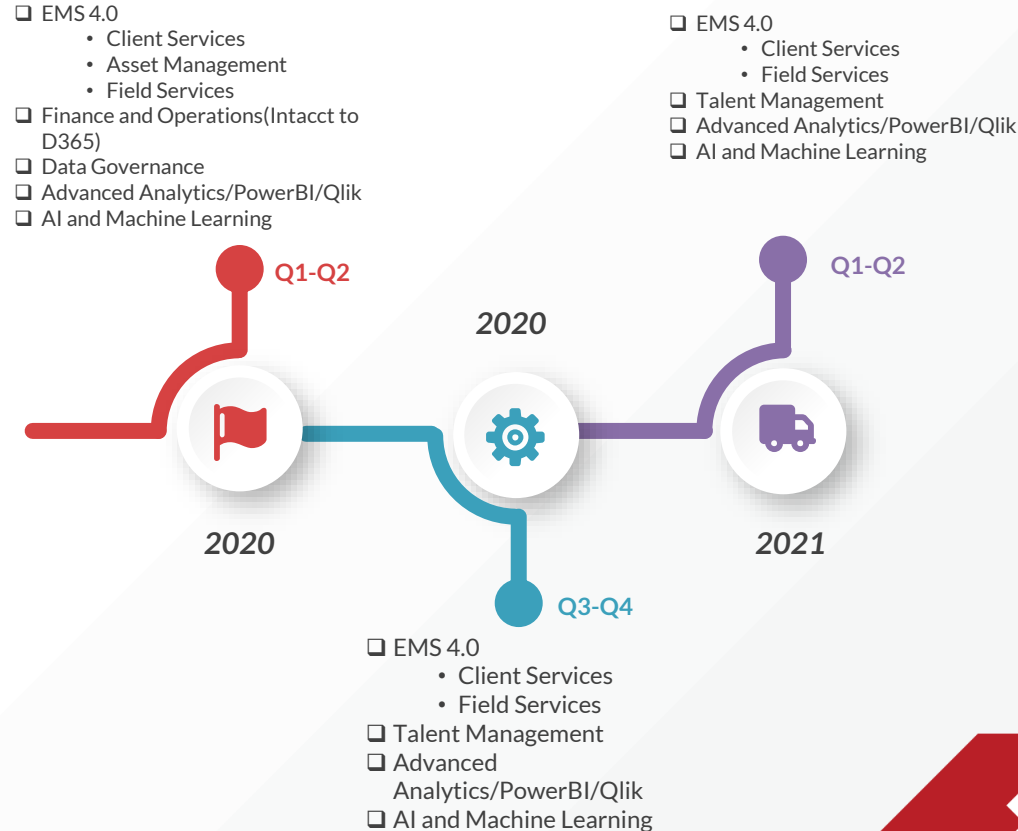 ❑ EMS 4.0
• Client Services
• Asset Management
• Field Services
❑ Finance and Operations(Intacct to
D365)
❑ Data Governance
❑ Advanced Analytics/PowerBI/Qlik
❑ AI and Machine Learning
Q1-Q2
2020
2020
Q3-Q4
❑ EMS 4.0
• Client Services
• Field Services
❑ Talent Management
❑ Advanced
Analytics/PowerBI/Qlik
❑ AI and Machine Learning
❑ EMS 4.0
• Client Services
• Field Services
❑ Talent Management
❑ Advanced Analytics/PowerBI/Qlik
❑ AI and Machine Learning
Q1-Q2
2021